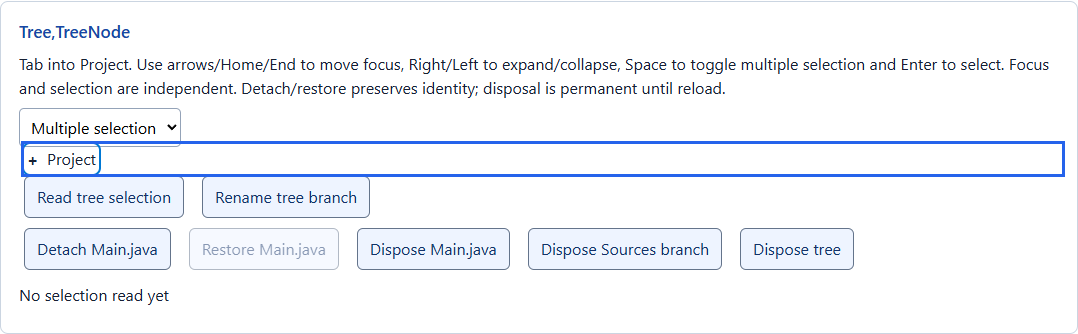 Tree,TreeNode
Tab into Project. Use arrows/Home/End to move focus, Right/Left to expand/collapse, Space to toggle multiple selection and Enter to select. Focus
and selection are independent. Detach/restore preserves identity; disposal is permanent until reload.
Multiple selection
+ Project
Read tree selection Rename tree branch
Detach Main.java Restore Main.java Dispose Main.java Dispose Sources branch Dispose tree
No selection read yet